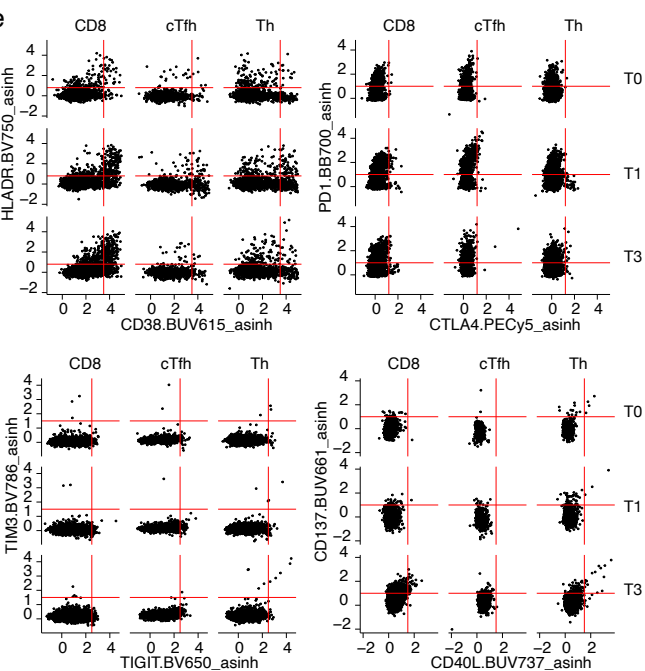 e
CD8 cTfh Th CD8 cTfh Th
HLADR.BV750_asinh
4
2
0
−2
4
2
0
−2
4
2
0
−2
PD1.BB700_asinh
4
2
0
4
2
0
4
2
0
T0
T1
T3
0 2 4 0 2 4 0 2 4 0 2 4 0 2 4 0 2 4
CD38.BUV615_asinh CTLA4.PECy5_asinh
CD8 cTfh Th CD8 cTfh Th
TIM3.BV786_asinh
4
3
2
1
0
4
3
2
1
0
4
3
2
1
0
CD137.BUV661_asinh
4
2
0
−2
4
2
0
−2
4
2
0
−2
T0
T1
T3
0 2 4 0 2 4 0 2 4 −2 0 2 −2 0 2 −2 0 2
TIGIT.BV650_asinh CD40L.BUV737_asinh